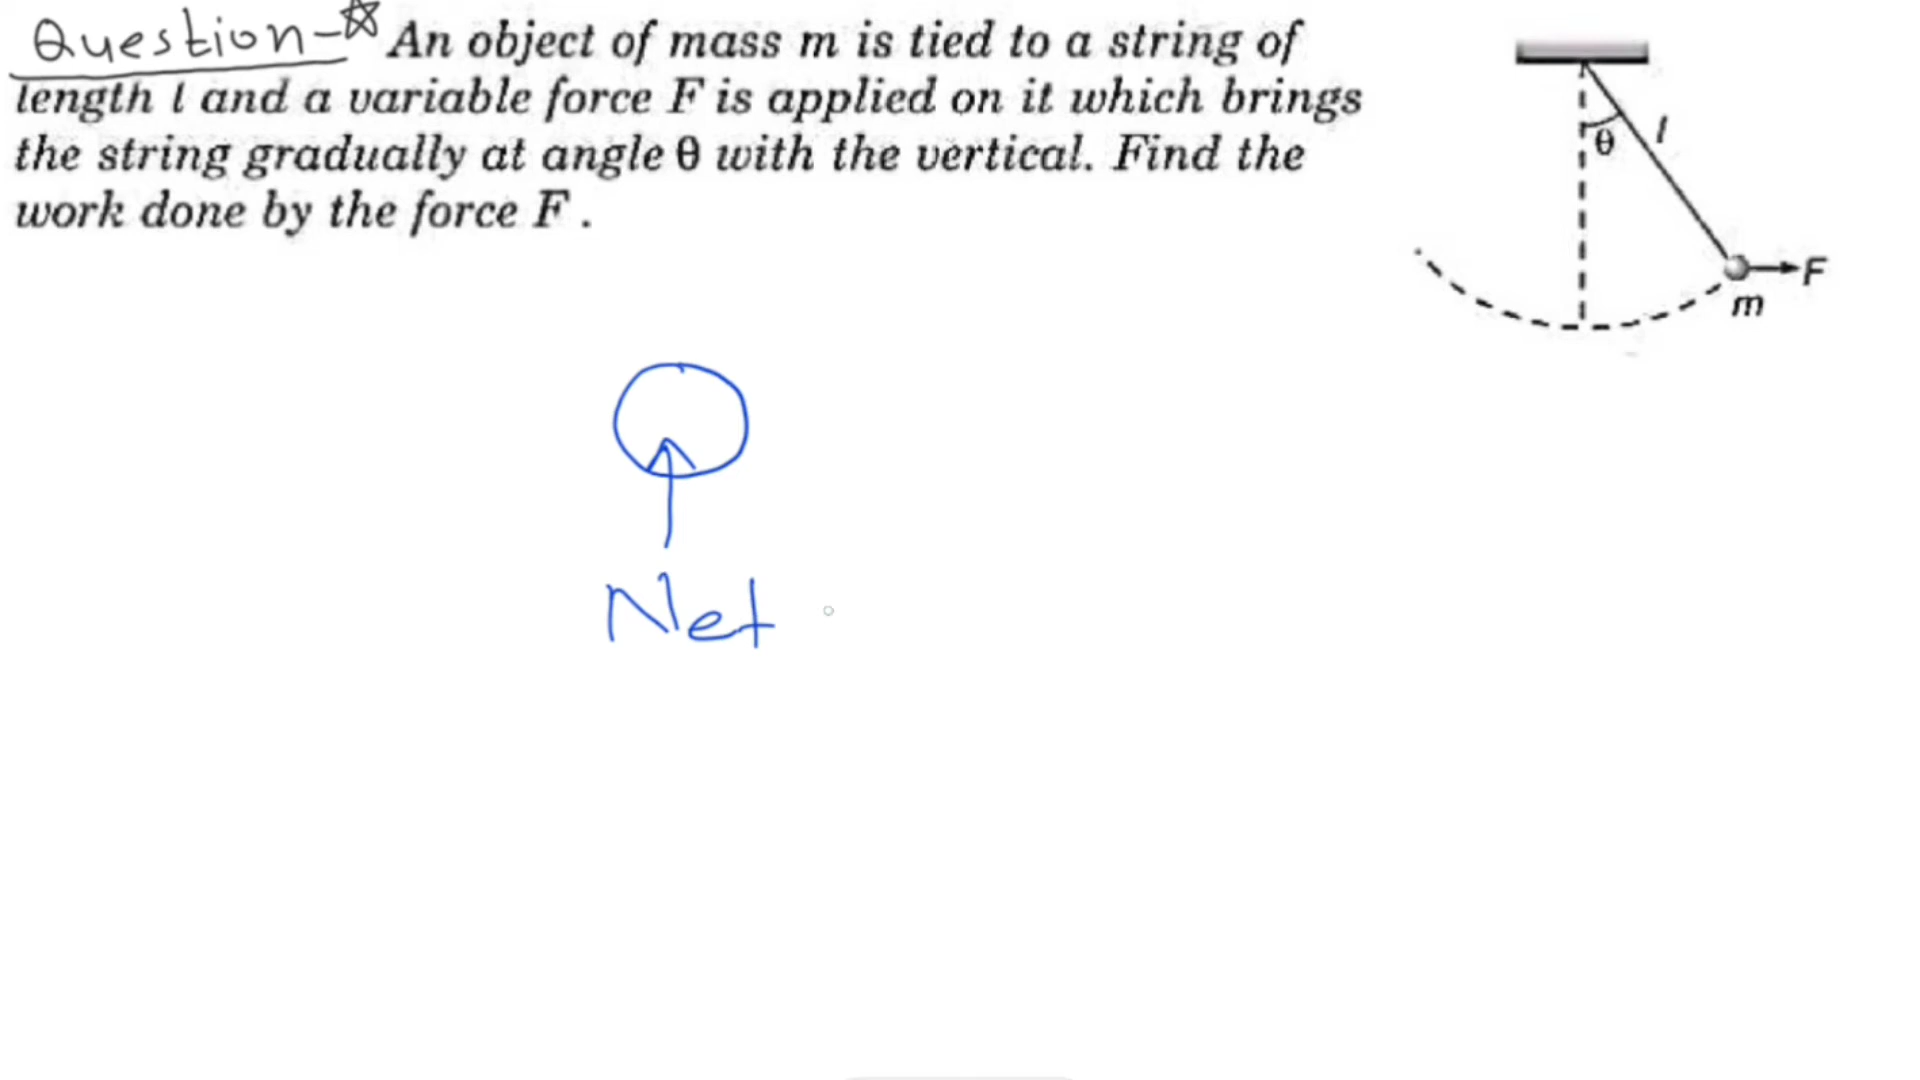 Question-☆ An object of mass m is tied to a string of
length l and a variable force F is applied on it which brings
the string gradually at angle θ with the vertical. Find the
work done by the force F .
l
θ
F
m
Net